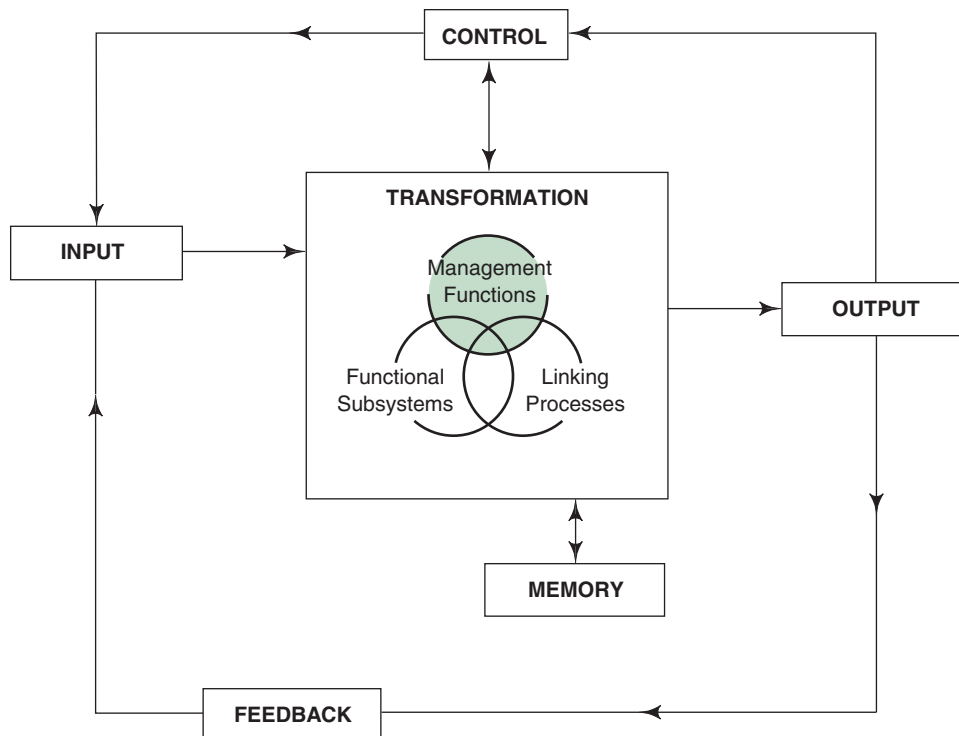 CONTROL
TRANSFORMATION
INPUT
Management
Functions
OUTPUT
Functional
Subsystems
Linking
Processes
MEMORY
FEEDBACK